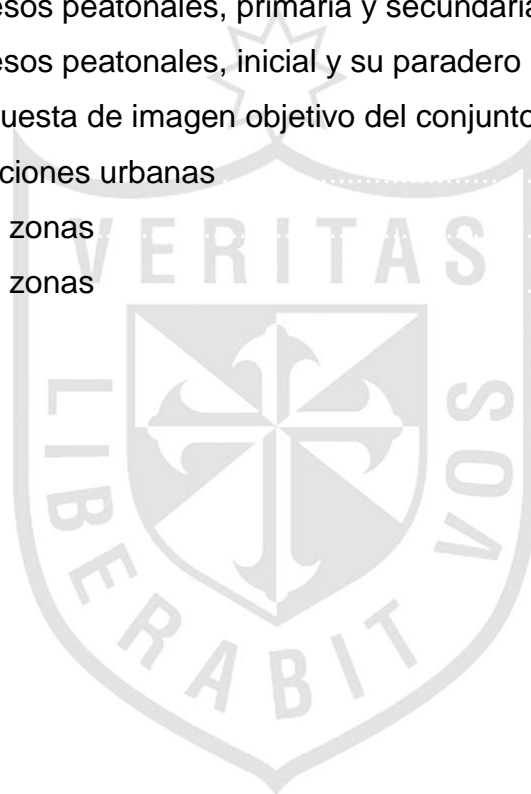 esos peatonales, primaria y secundaria
esos peatonales, inicial y su paradero
uesta de imagen objetivo del conjunto
ciones urbanas
zonas
zonas
VERITAS
LIBERABIT VOS